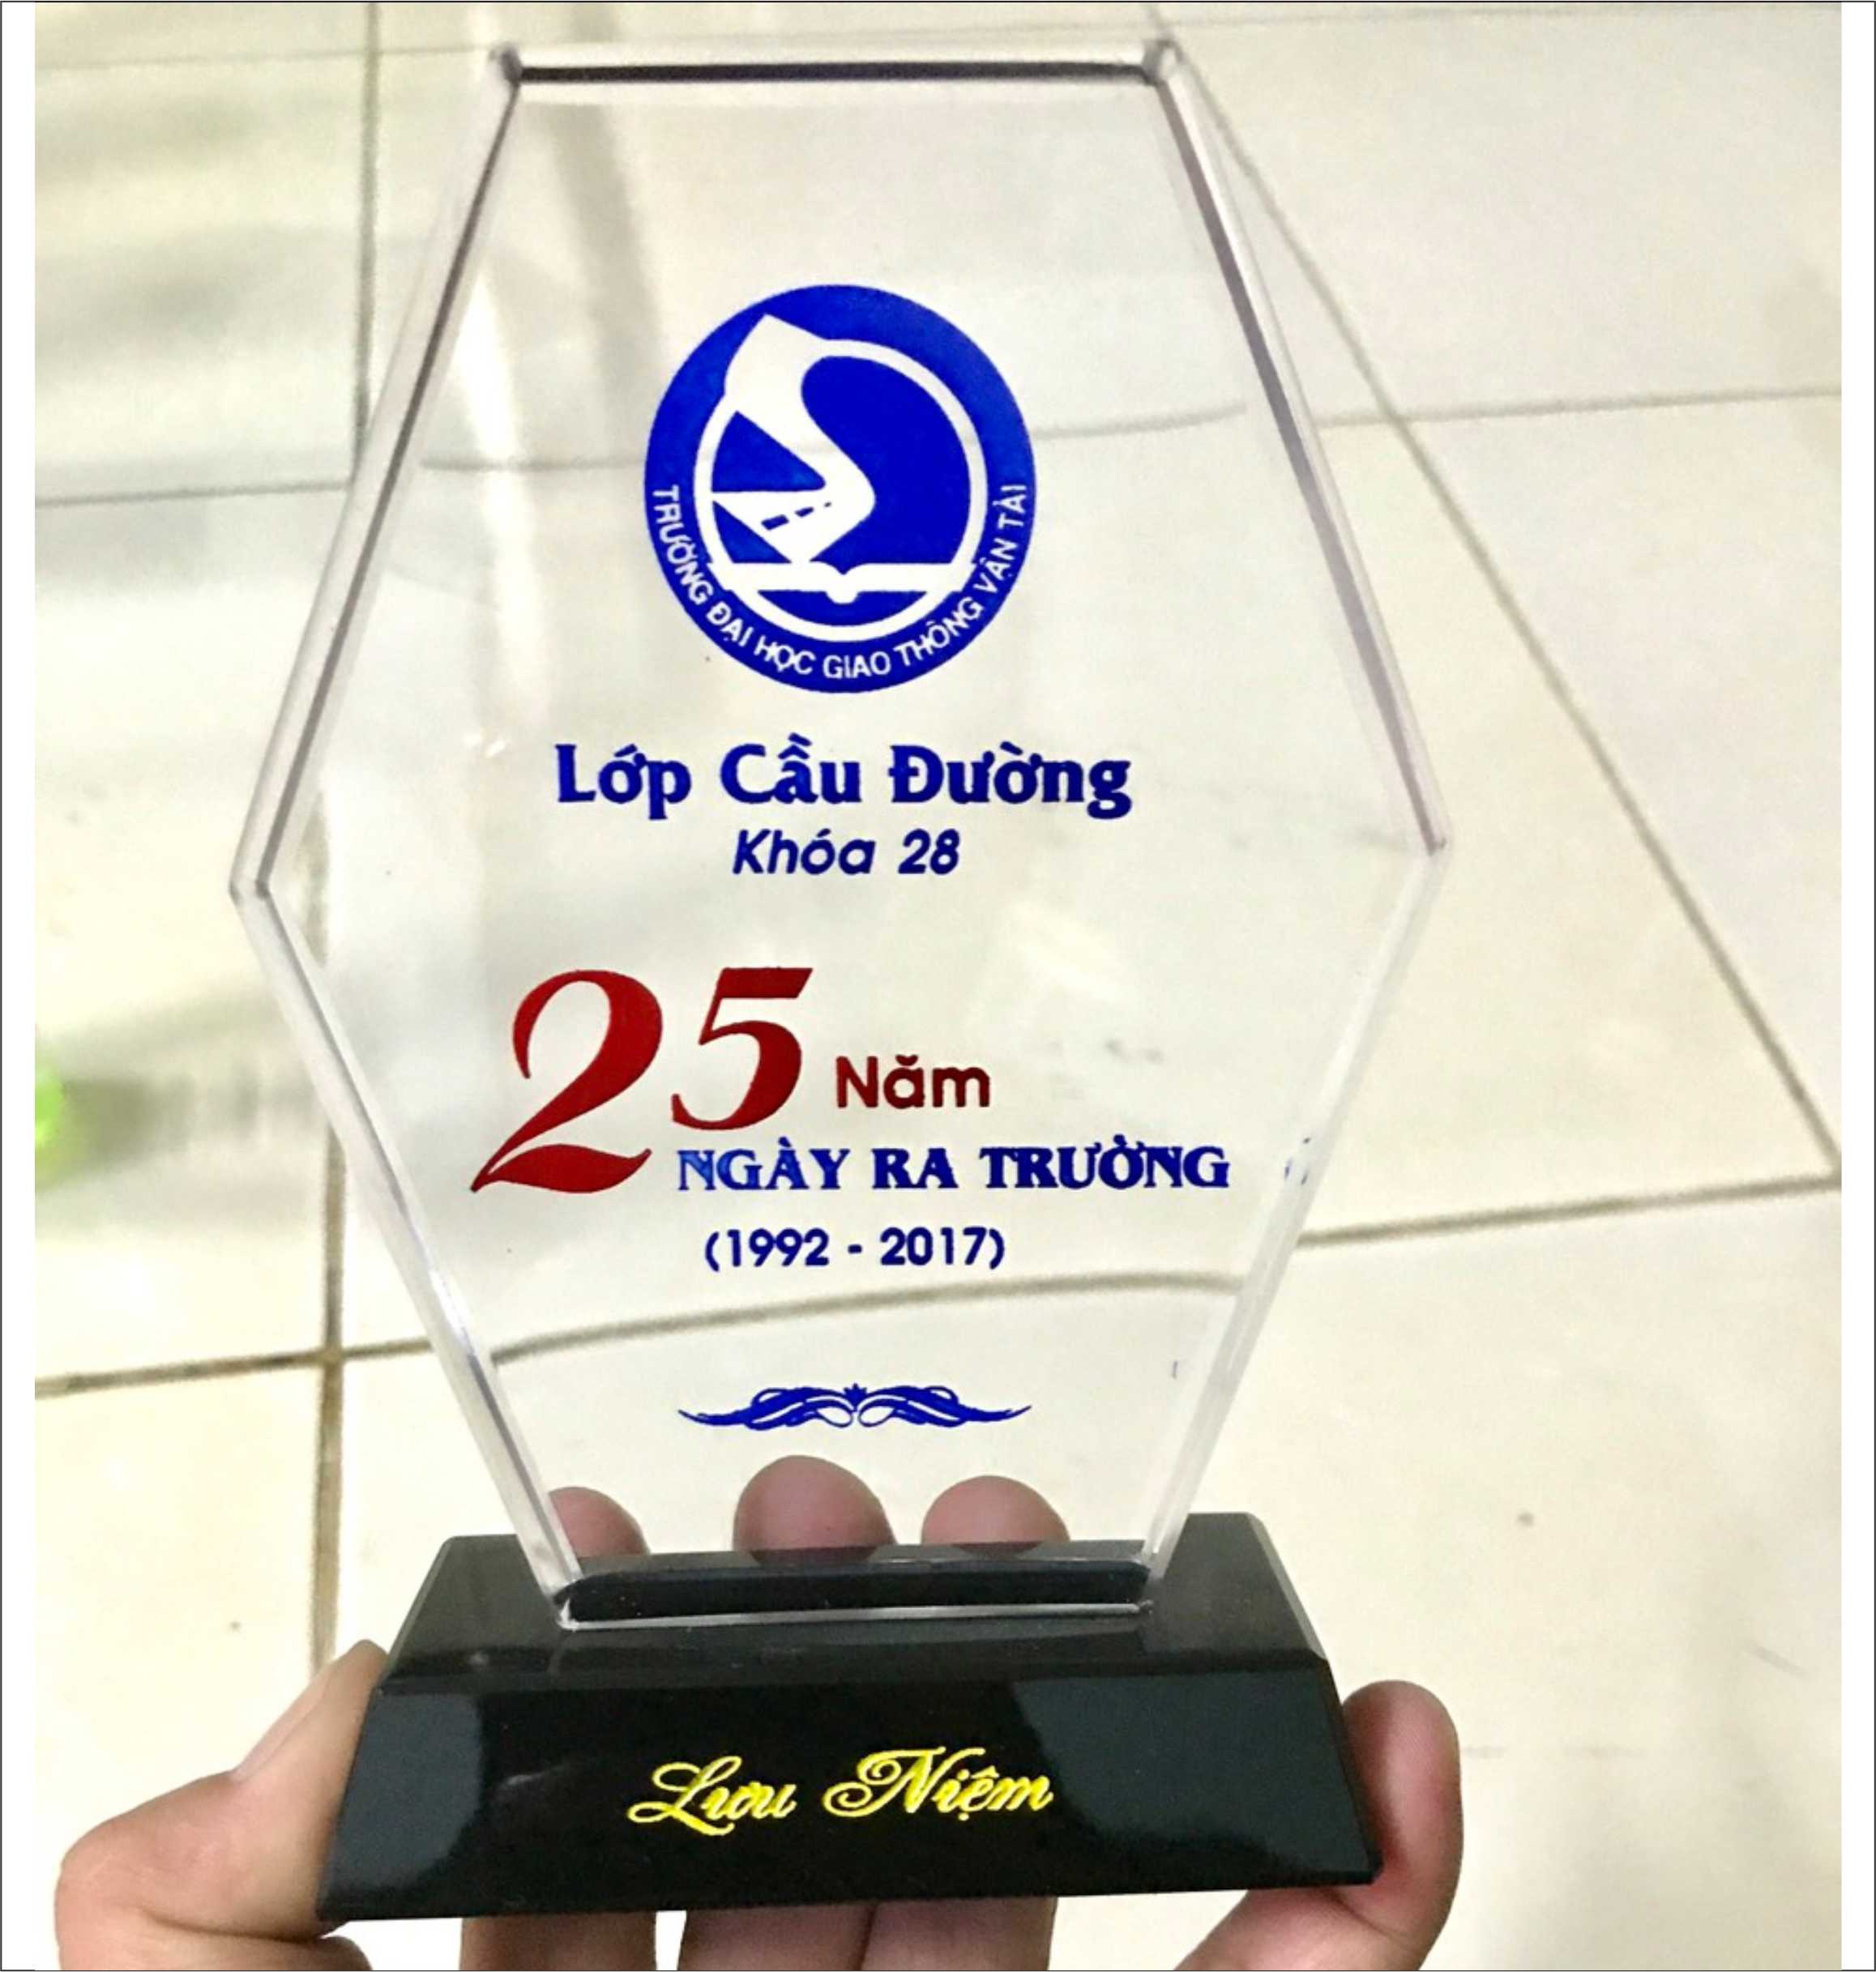 TRƯỜNG ĐẠI HỌC GIAO THÔNG VẬN TẢI
Lớp Cầu Đường
Khóa 28
25 Năm
NGÀY RA TRƯỜNG
(1992 - 2017)
Lưu Niệm